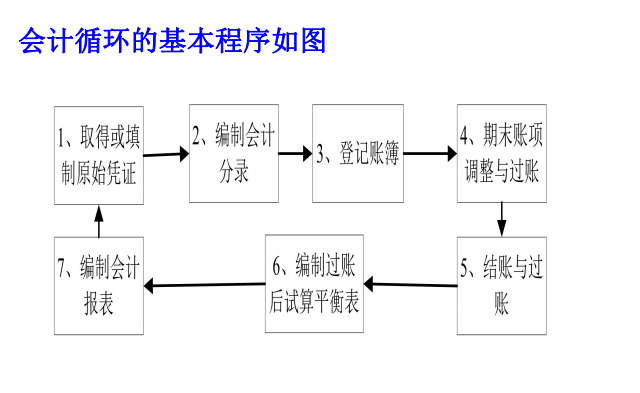 会计循环的基本程序如图
1、取得或填
制原始凭证
2、编制会计
分录
3、登记账簿
4、期末账项
调整与过账
5、结账与过
账
6、编制过账
后试算平衡表
7、编制会计
报表